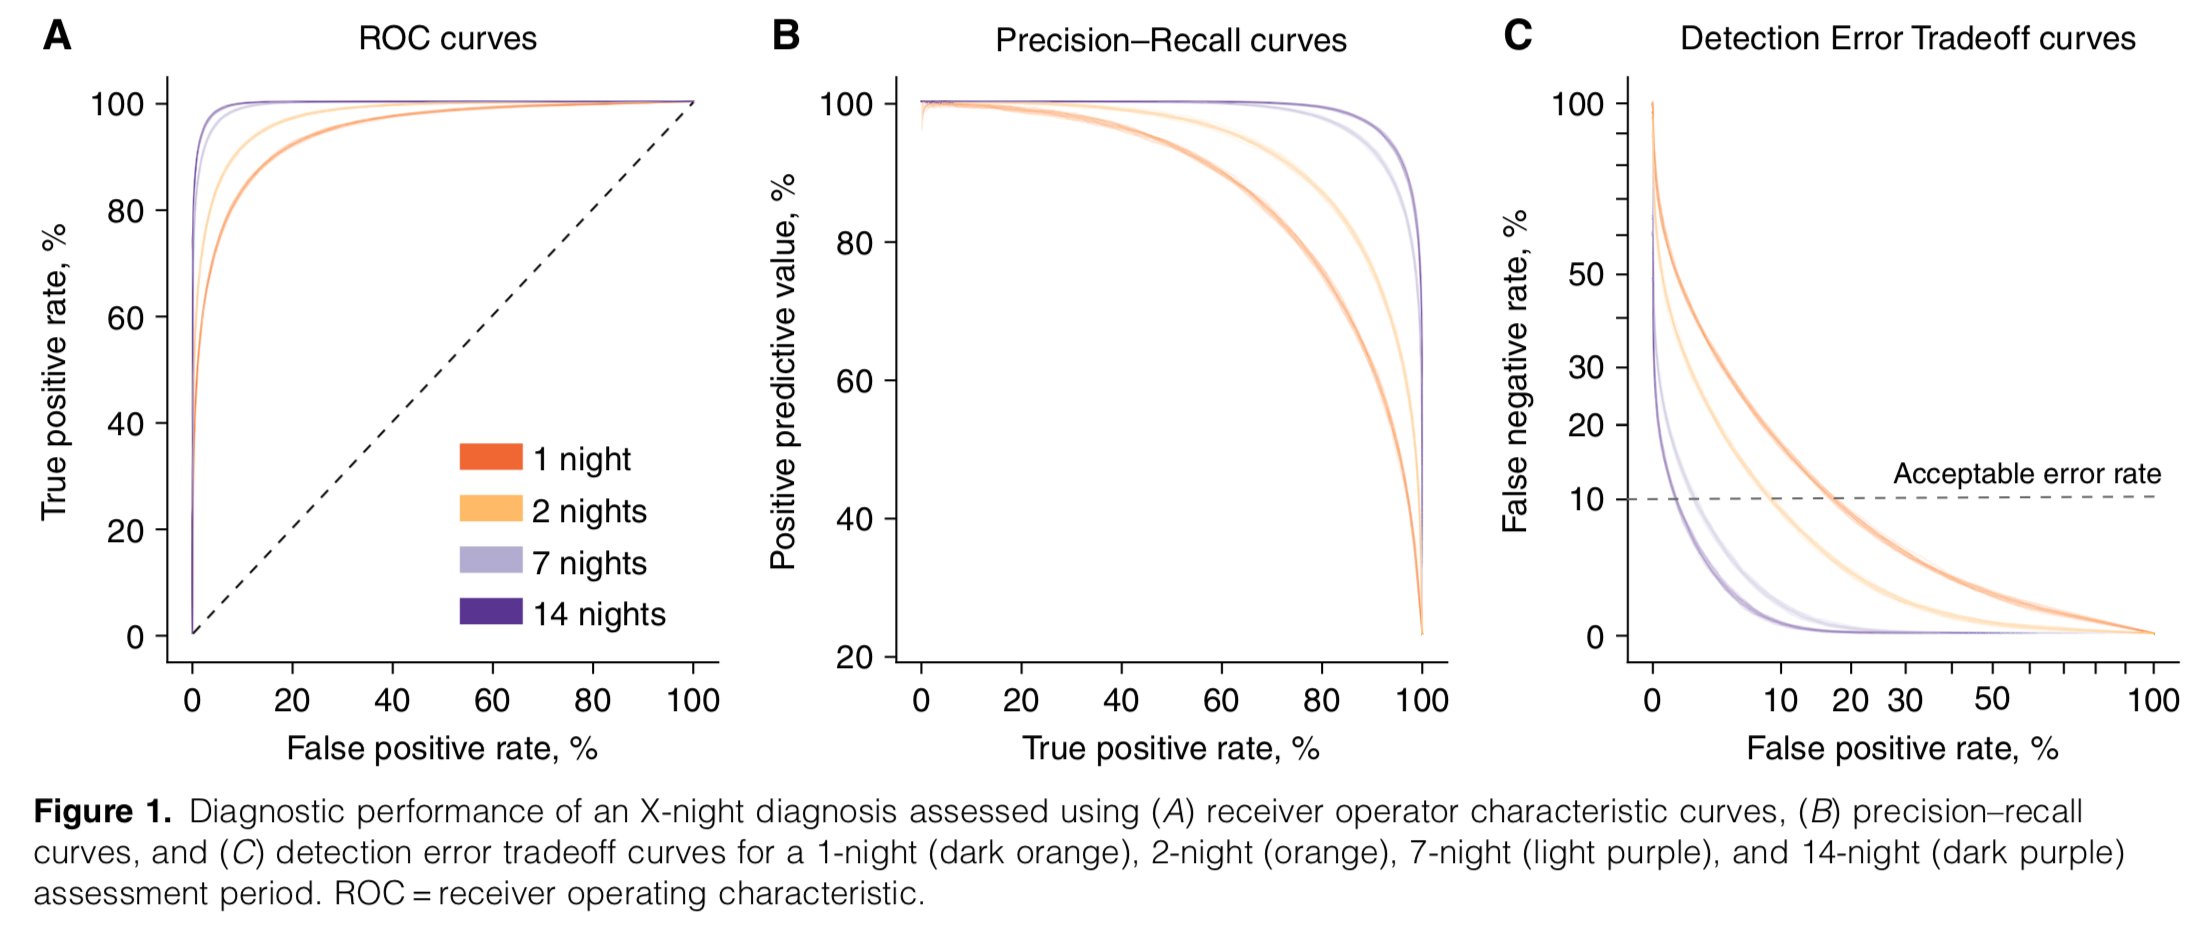 A
ROC curves
True positive rate, %
100
80
60
40
20
0
1 night
2 nights
7 nights
14 nights
0 20 40 60 80 100
False positive rate, %
B
Precision–Recall curves
Positive predictive value, %
100
80
60
40
20
0 20 40 60 80 100
True positive rate, %
C
Detection Error Tradeoff curves
False negative rate, %
100
50
30
20
10
0
Acceptable error rate
0 10 20 30 50 100
False positive rate, %
Figure 1. Diagnostic performance of an X-night diagnosis assessed using (A) receiver operator characteristic curves, (B) precision–recall
curves, and (C) detection error tradeoff curves for a 1-night (dark orange), 2-night (orange), 7-night (light purple), and 14-night (dark purple)
assessment period. ROC = receiver operating characteristic.